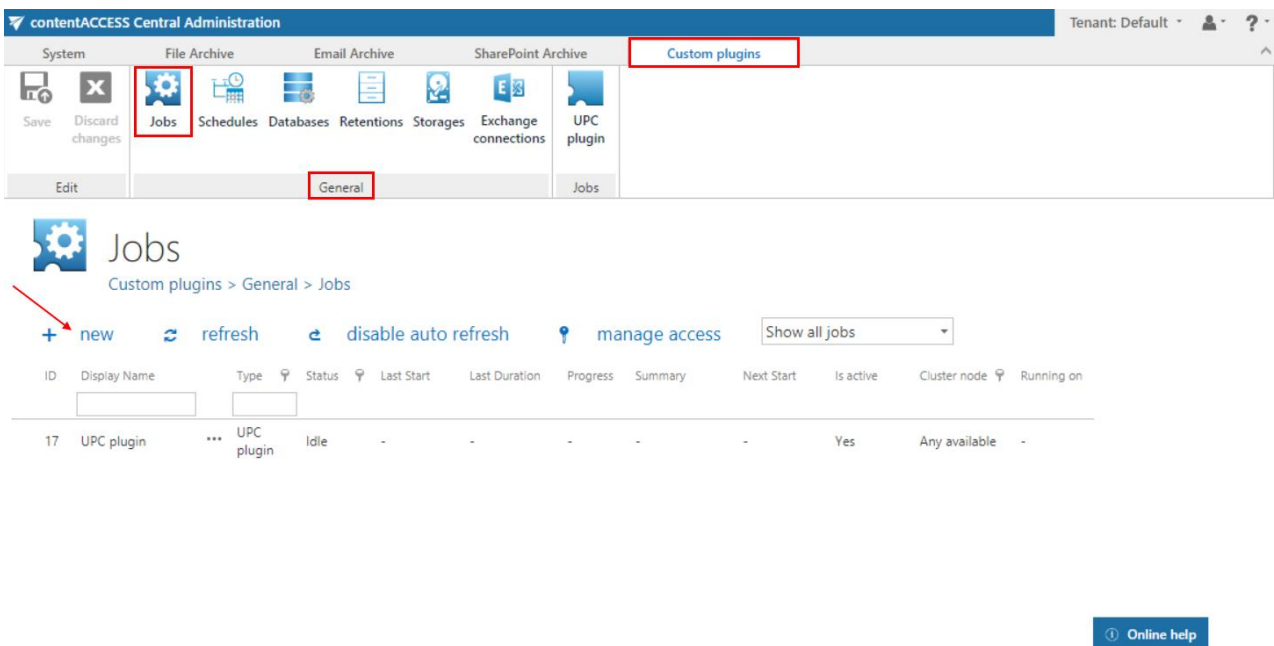 contentACCESS Central Administration
Tenant: Default
?
System
File Archive
Email Archive
SharePoint Archive
Custom plugins
Save
Discard changes
Jobs
Schedules
Databases
Retentions
Storages
Exchange connections
UPC plugin
Edit
General
Jobs
Jobs
Custom plugins > General > Jobs
+ new
refresh
disable auto refresh
manage access
Show all jobs
ID Display Name Type Status Last Start Last Duration Progress Summary Next Start Is active Cluster node Running on
17 UPC plugin ••• UPC plugin Idle - - - - - Yes Any available -
Online help